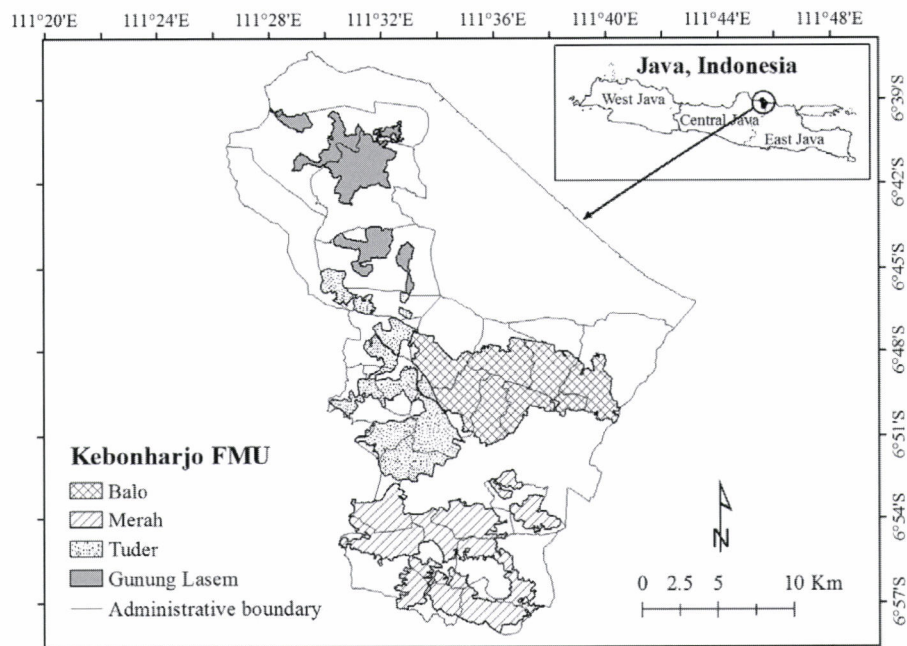 111°20'E 111°24'E 111°28'E 111°32'E 111°36'E 111°40'E 111°44'E 111°48'E
Java, Indonesia
West Java
Central Java
East Java
6°39'S
6°42'S
6°45'S
6°48'S
6°51'S
6°54'S
6°57'S
Kebonharjo FMU
Balo
Merah
Tuder
Gunung Lasem
Administrative boundary
N
0 2.5 5 10 Km